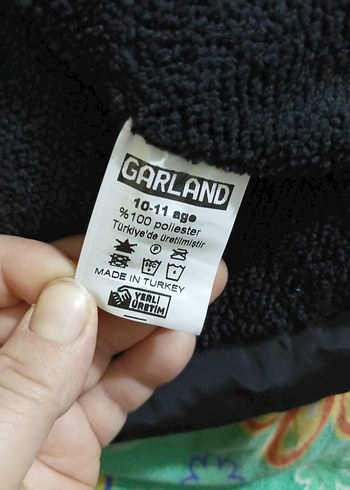 GARLAND
10-11 age
%100 poliester
Türkiye'de üretilmiştir
P
MADE IN TURKEY
YERLİ
ÜRETİM